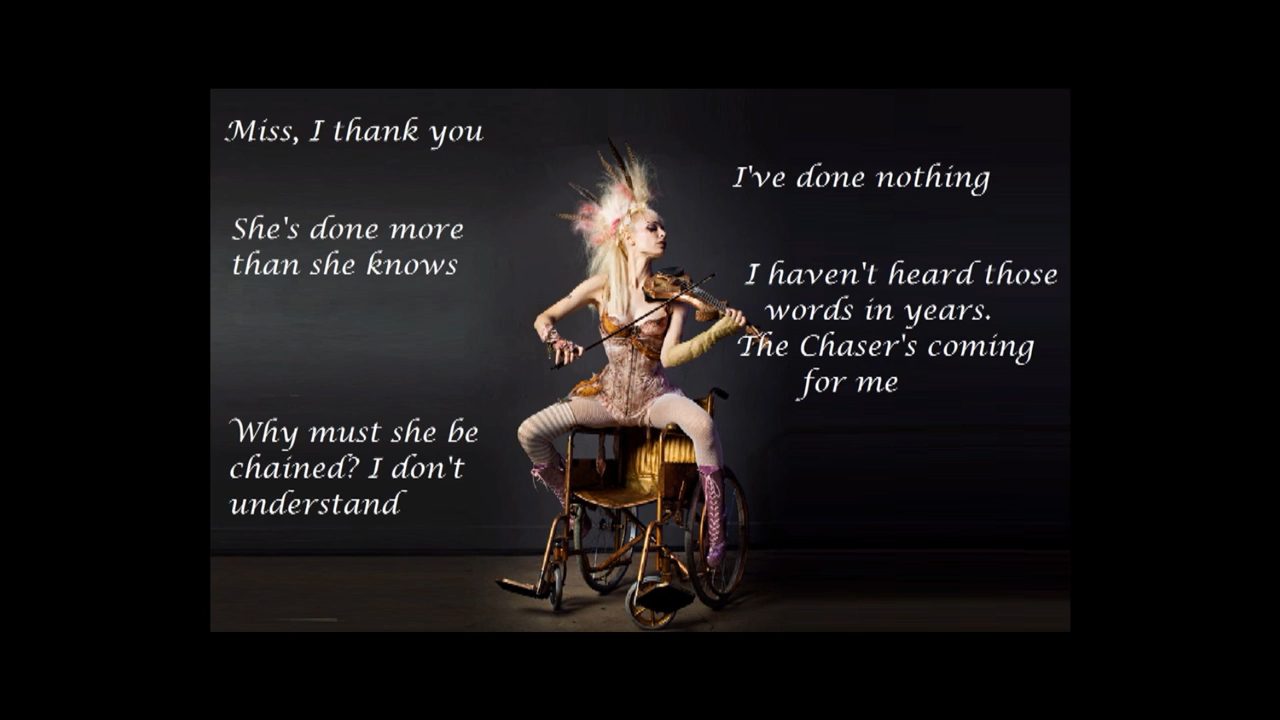 Miss, I thank you
I've done nothing
She's done more
than she knows
I haven't heard those
words in years.
The Chaser's coming
for me
Why must she be
chained? I don't
understand